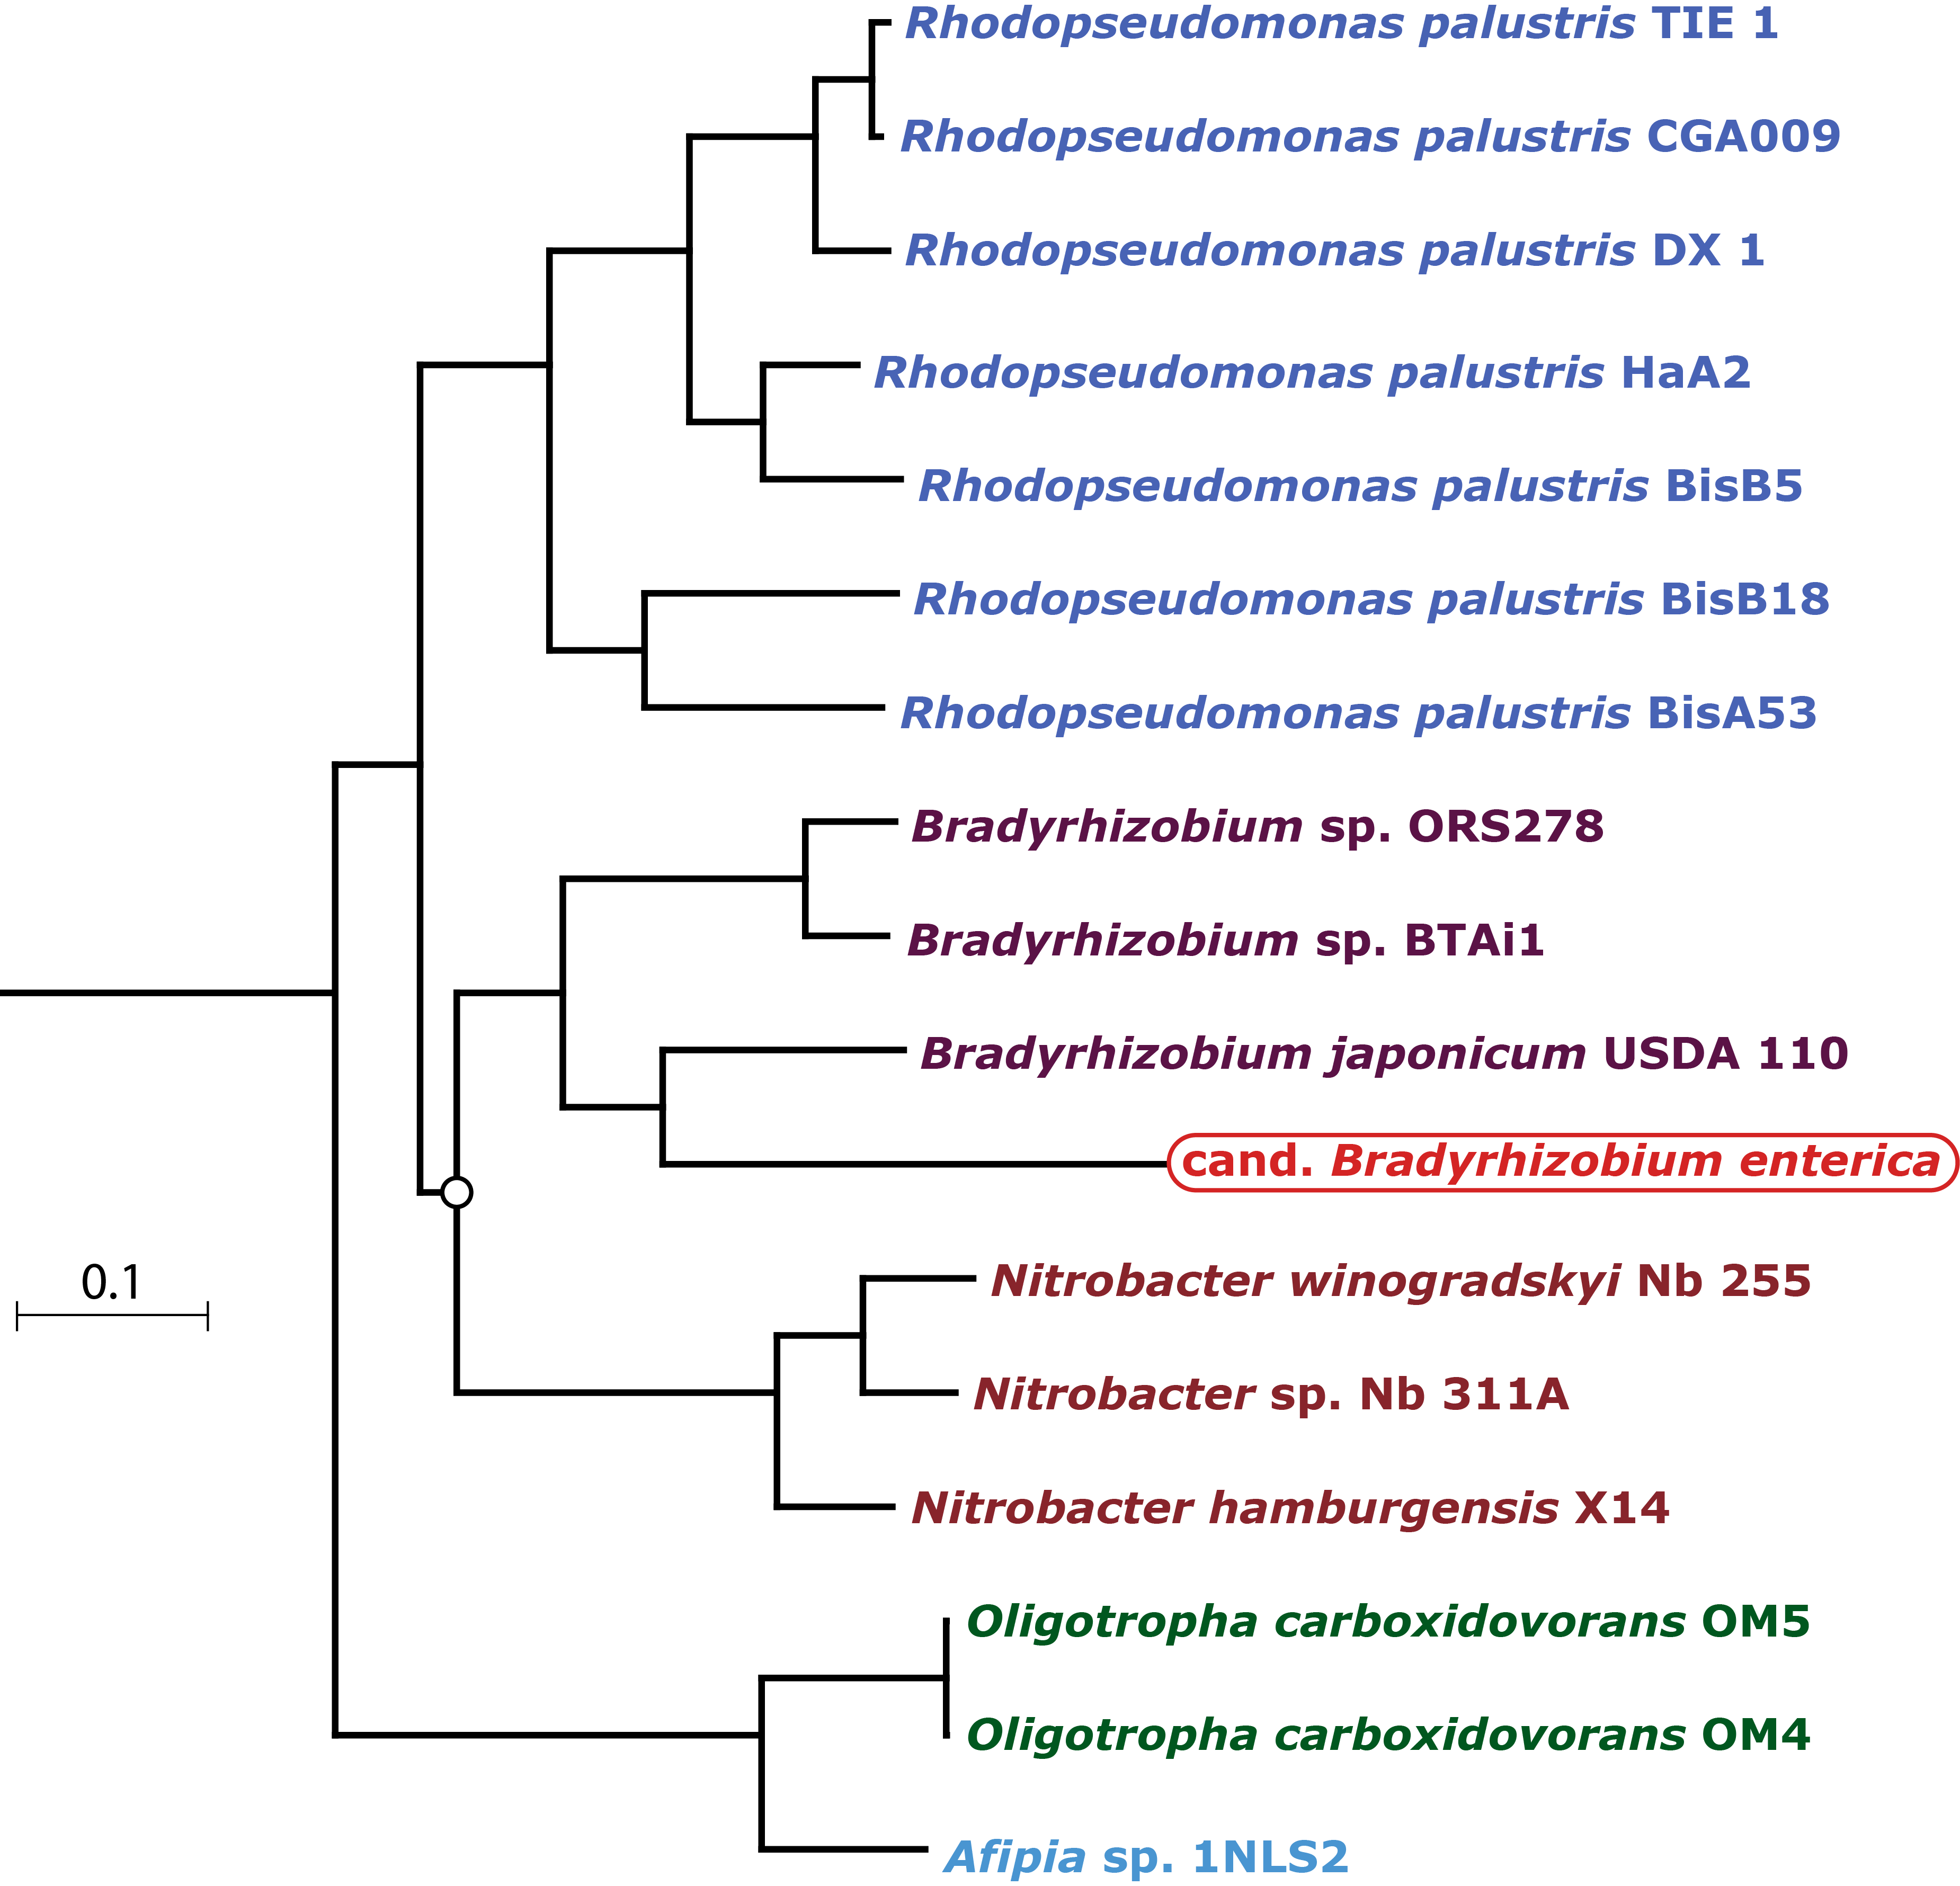 Rhodopseudomonas palustris TIE 1
Rhodopseudomonas palustris CGA009
Rhodopseudomonas palustris DX 1
Rhodopseudomonas palustris HaA2
Rhodopseudomonas palustris BisB5
Rhodopseudomonas palustris BisB18
Rhodopseudomonas palustris BisA53
Bradyrhizobium sp. ORS278
Bradyrhizobium sp. BTAi1
Bradyrhizobium japonicum USDA 110
cand. Bradyrhizobium enterica
0.1
Nitrobacter winogradskyi Nb 255
Nitrobacter sp. Nb 311A
Nitrobacter hamburgensis X14
Oligotropha carboxidovorans OM5
Oligotropha carboxidovorans OM4
Afipia sp. 1NLS2